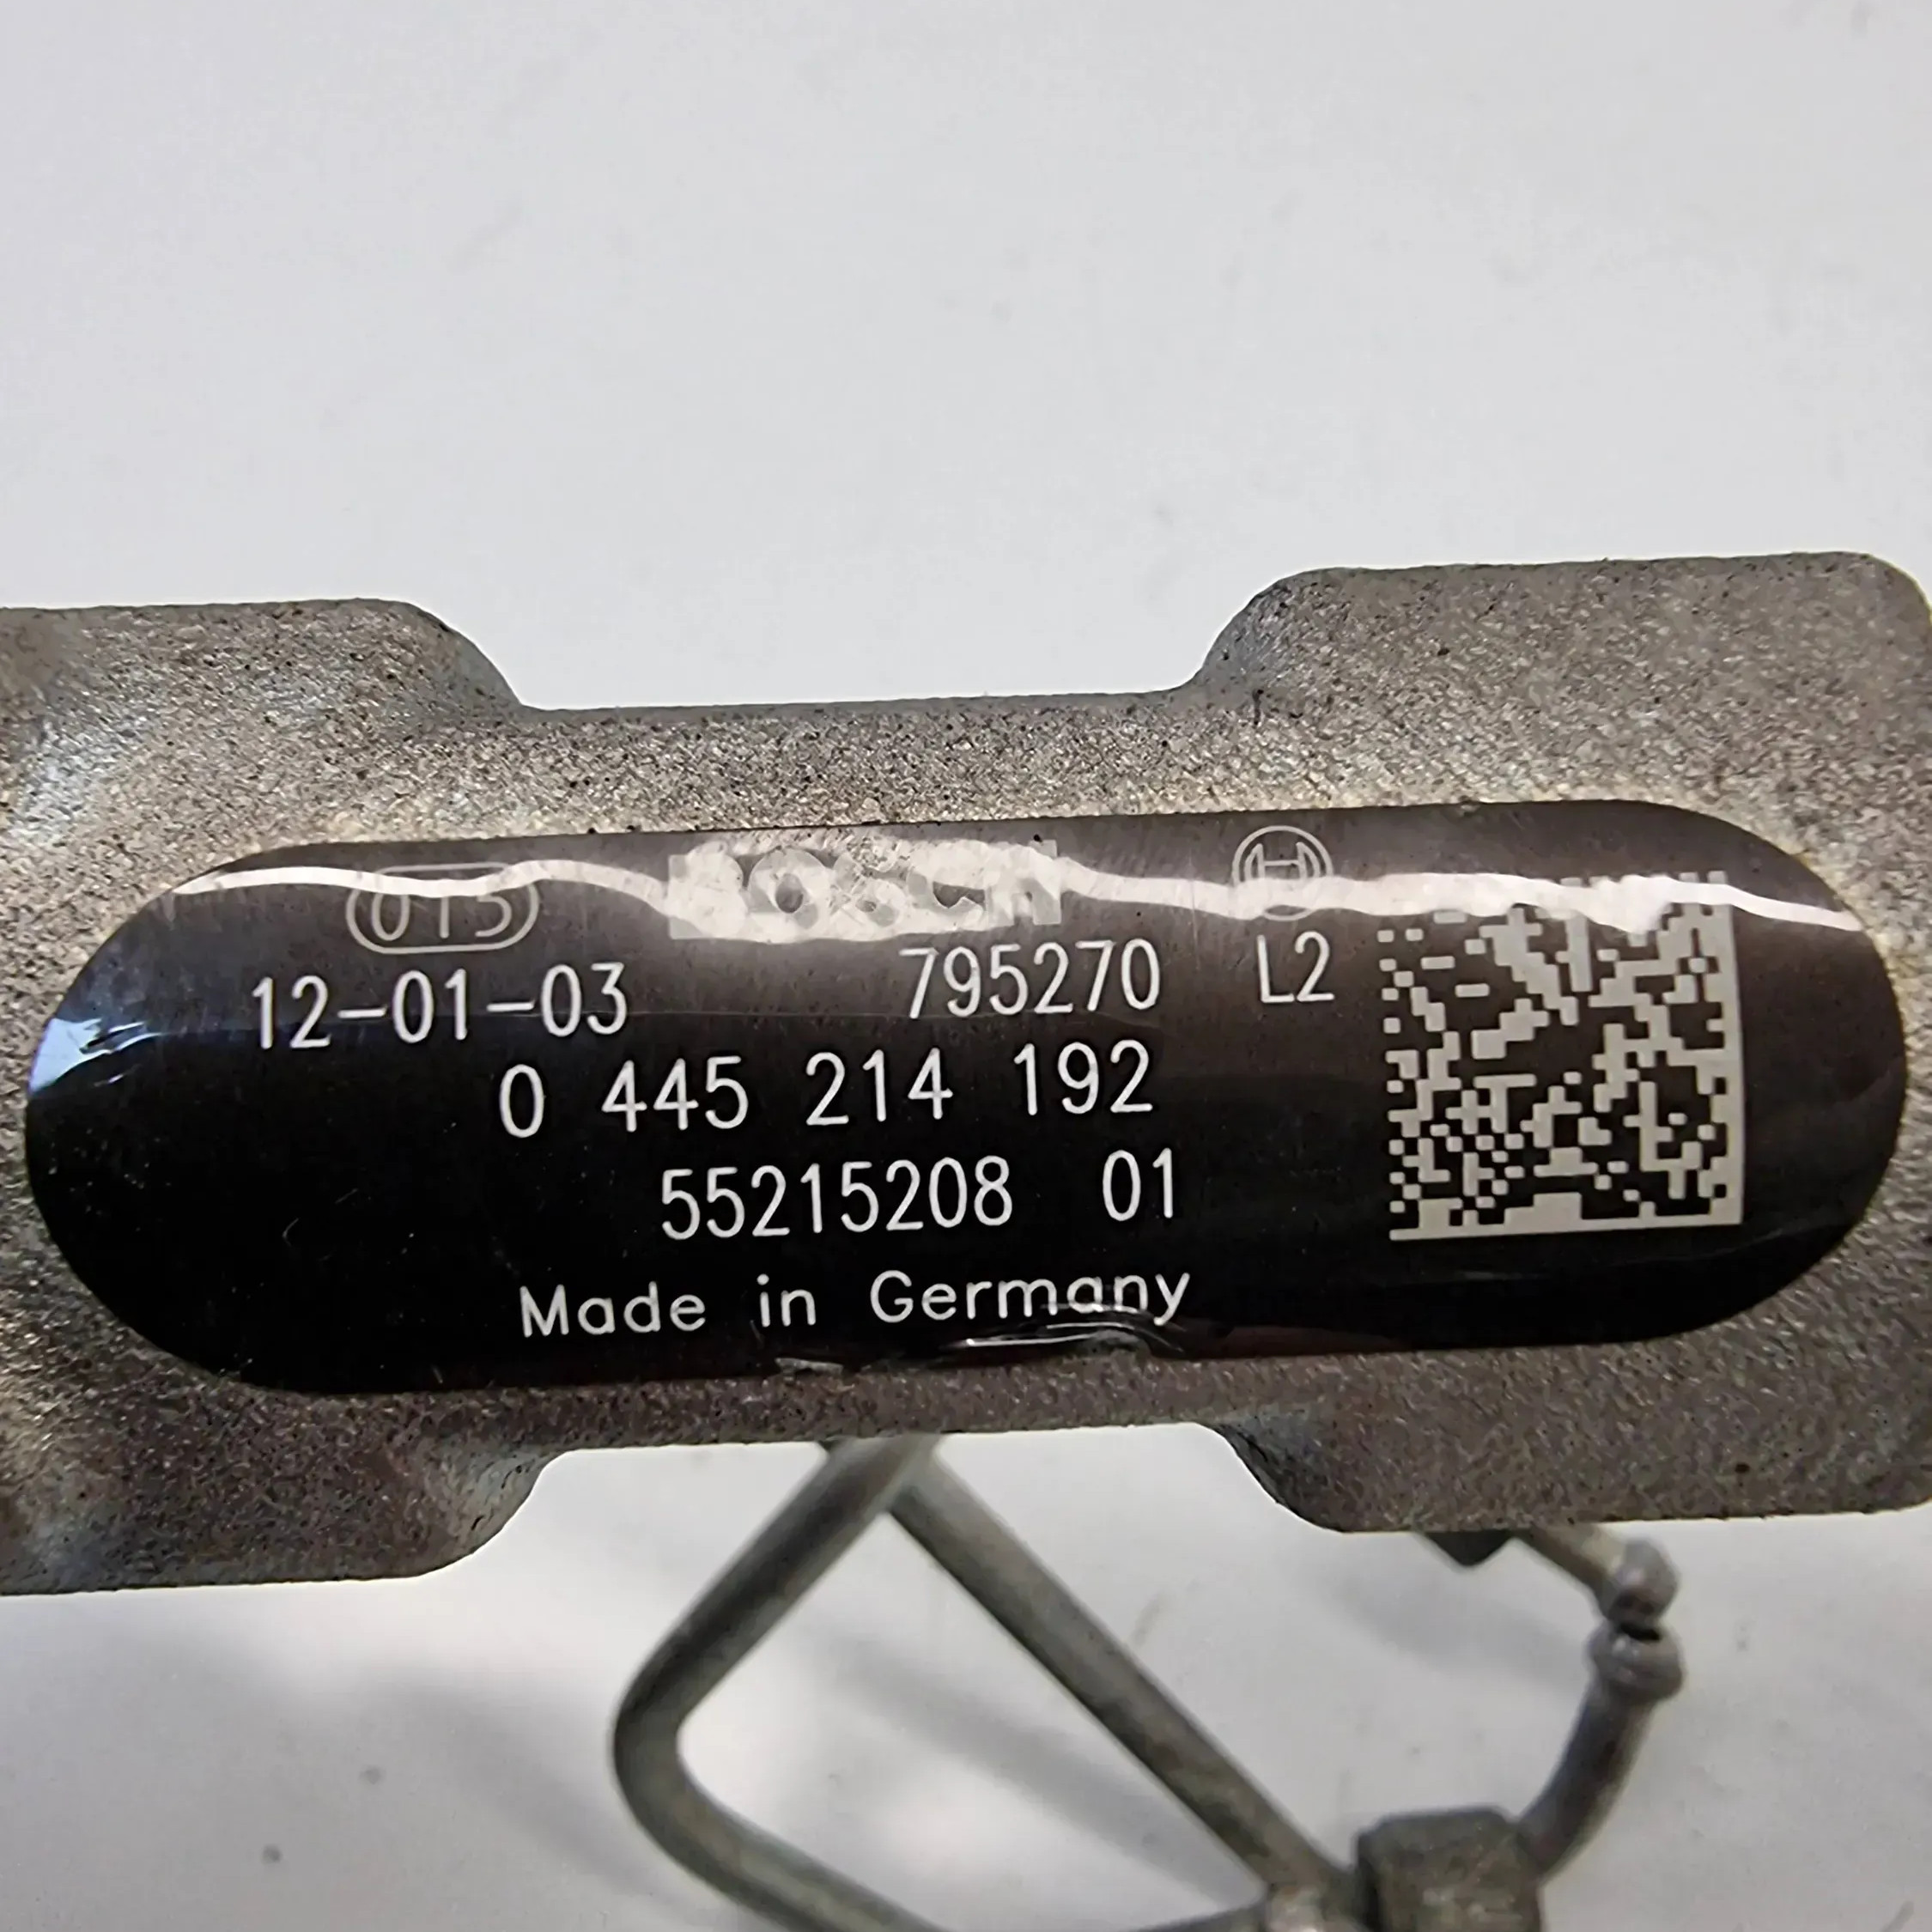 013 BOSCH
12-01-03 795270 L2
0 445 214 192
55215208 01
Made in Germany